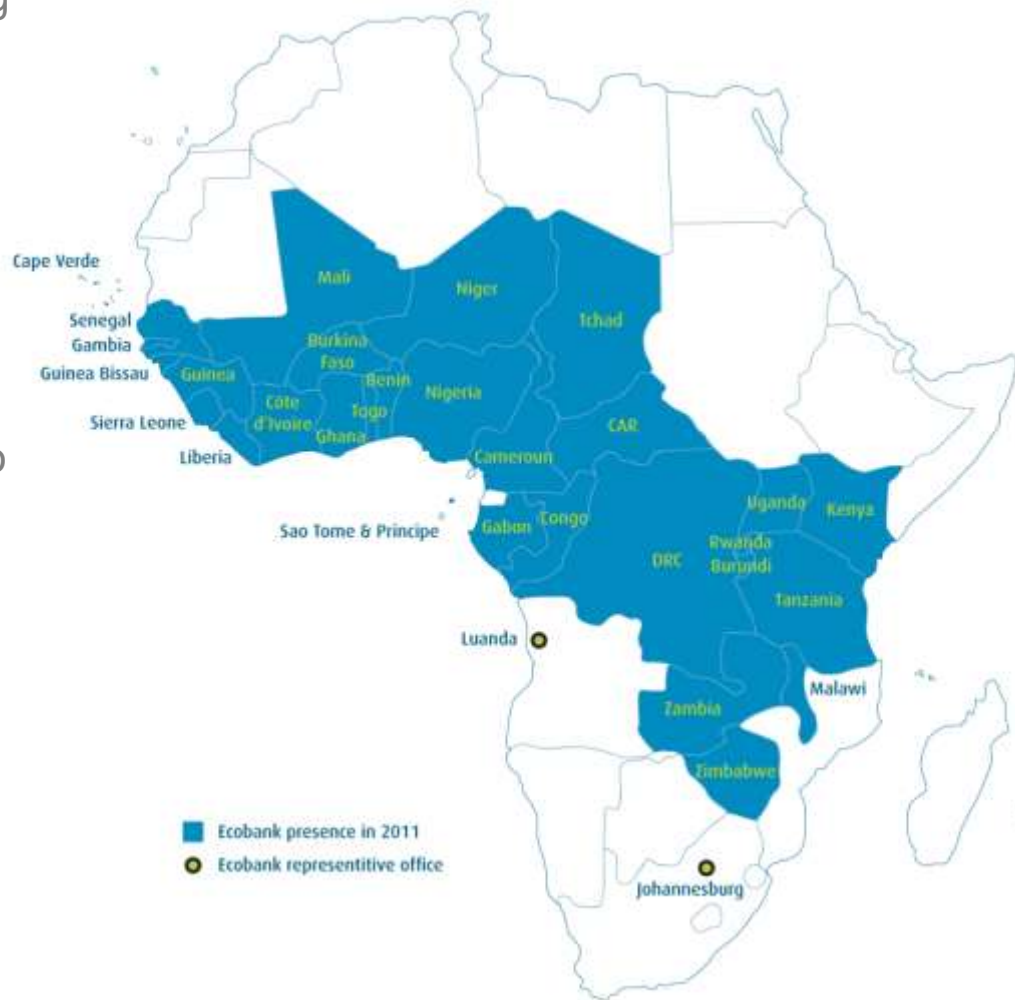 g
Cape Verde
Mali
Niger
Tchad
Senegal
Gambia
Guinea Bissau
Sierra Leone
Liberia
Guinea
Burkina
Faso
Benin
Togo
Côte
d'Ivoire
Ghana
Nigeria
CAR
Cameroun
Sao Tome & Principe
Gabon
Congo
DRC
Uganda
Kenya
Rwanda
Burundi
Tanzania
Luanda
Malawi
Zambia
Zimbabwe
Ecobank presence in 2011
Ecobank representitive office
Johannesburg